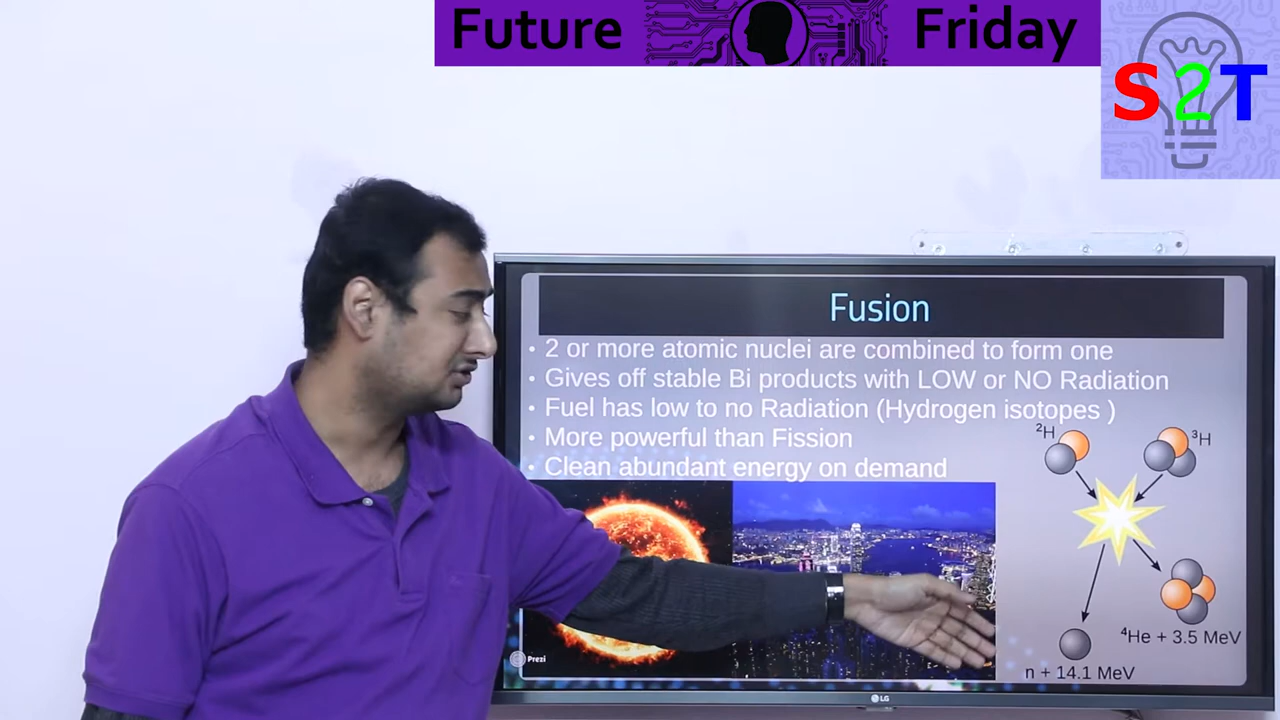 Future Friday
S2T
Fusion
• 2 or more atomic nuclei are combined to form one
• Gives off stable Bi products with LOW or NO Radiation
• Fuel has low to no Radiation (Hydrogen isotopes )
• More powerful than Fission
• Clean abundant energy on demand
²H
³H
⁴He + 3.5 MeV
n + 14.1 MeV
Prezi
LG